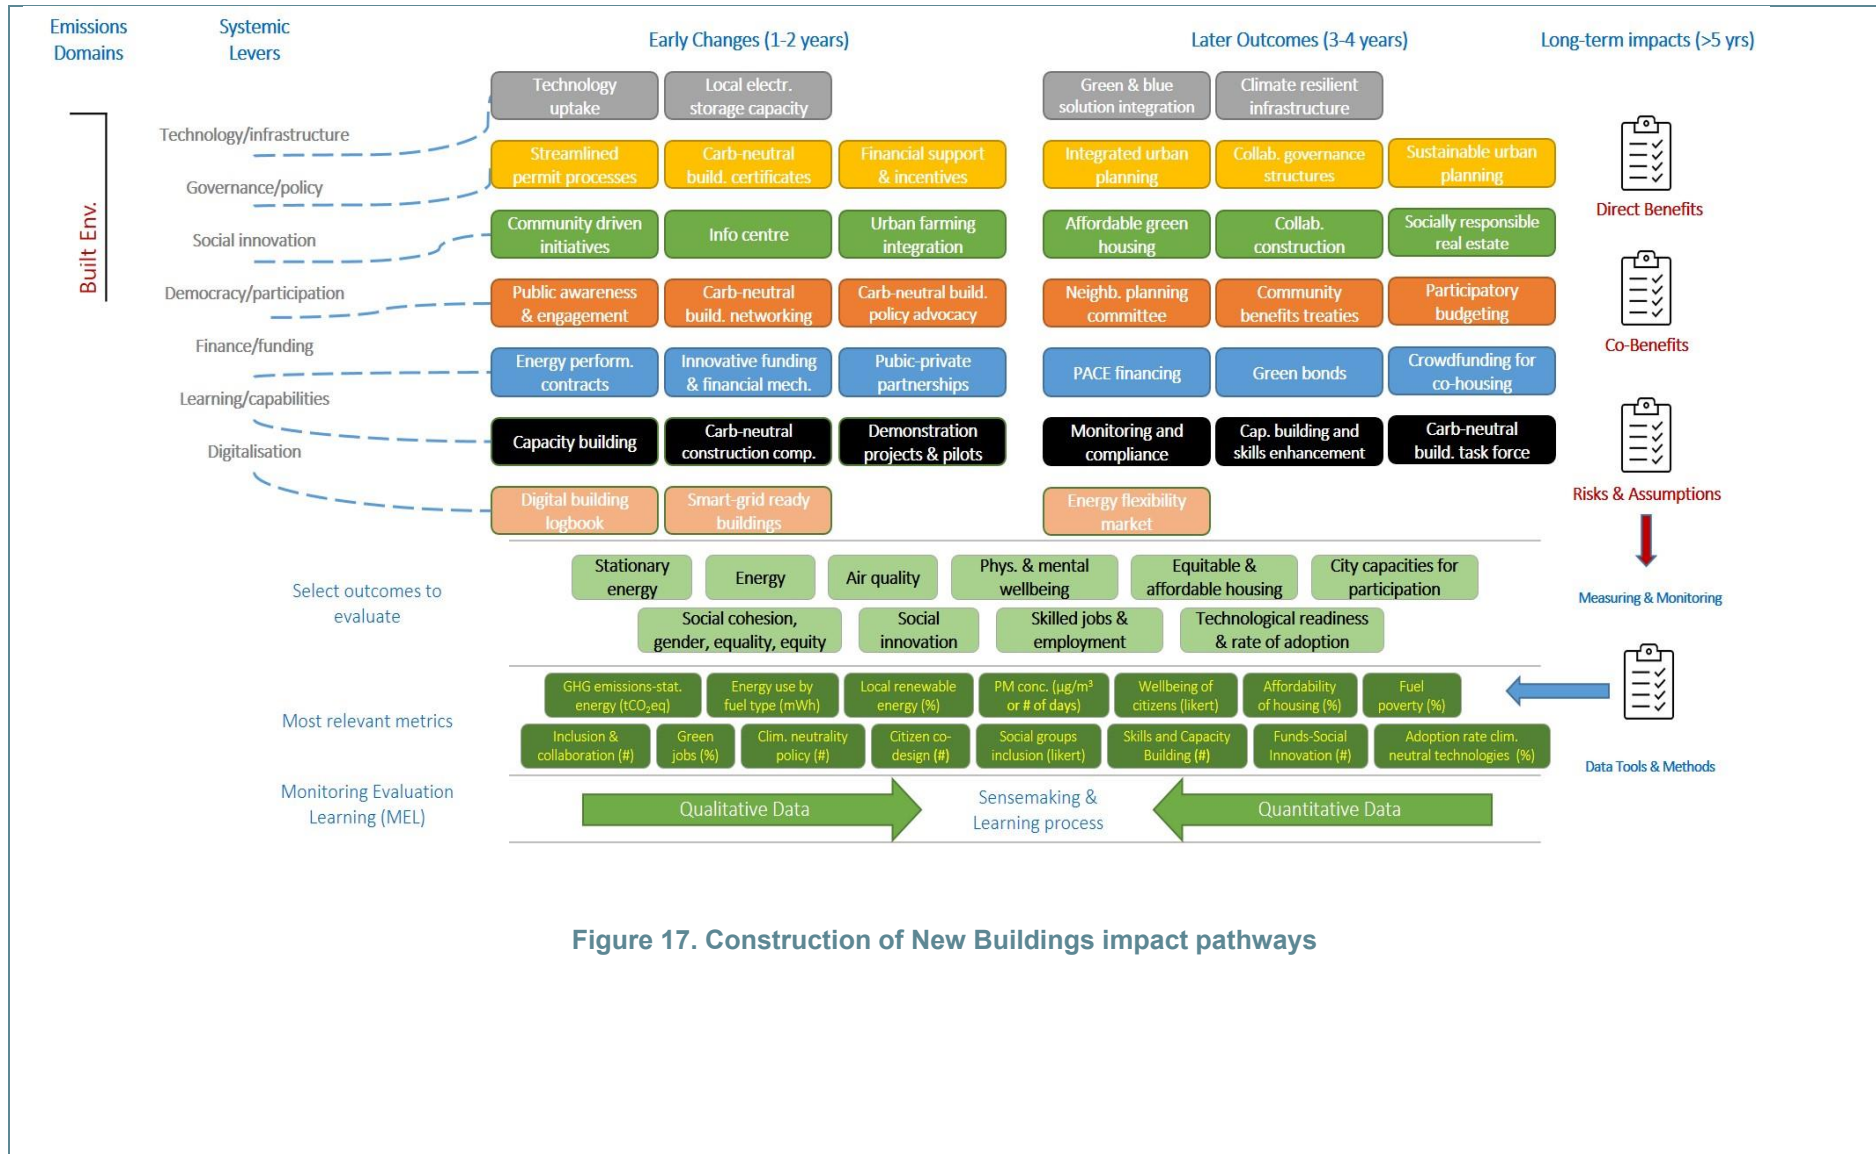 Emissions
Domains
Systemic
Levers
Early Changes (1-2 years)
Later Outcomes (3-4 years)
Long-term impacts (>5 yrs)
Built Env.
Technology/infrastructure
Governance/policy
Social innovation
Democracy/participation
Finance/funding
Learning/capabilities
Digitalisation
Technology
uptake
Local electr.
storage capacity
Green & blue
solution integration
Climate resilient
infrastructure
Streamlined
permit processes
Carb-neutral
build. certificates
Financial support
& incentives
Integrated urban
planning
Collab. governance
structures
Sustainable urban
planning
Community driven
initiatives
Info centre
Urban farming
integration
Affordable green
housing
Collab.
construction
Socially responsible
real estate
Public awareness
& engagement
Carb-neutral
build. networking
Carb-neutral build.
policy advocacy
Neighb. planning
committee
Community
benefits treaties
Participatory
budgeting
Energy perform.
contracts
Innovative funding
& financial mech.
Pubic-private
partnerships
PACE financing
Green bonds
Crowdfunding for
co-housing
Capacity building
Carb-neutral
construction comp.
Demonstration
projects & pilots
Monitoring and
compliance
Cap. building and
skills enhancement
Carb-neutral
build. task force
Digital building
logbook
Smart-grid ready
buildings
Energy flexibility
market
Direct Benefits
Co-Benefits
Risks & Assumptions
Measuring & Monitoring
Data Tools & Methods
Select outcomes to
evaluate
Stationary
energy
Energy
Air quality
Phys. & mental
wellbeing
Equitable &
affordable housing
City capacities for
participation
Social cohesion,
gender, equality, equity
Social
innovation
Skilled jobs &
employment
Technological readiness
& rate of adoption
Most relevant metrics
GHG emissions-stat.
energy (tCO₂eq)
Energy use by
fuel type (mWh)
Local renewable
energy (%)
PM conc. (µg/m³
or # of days)
Wellbeing of
citizens (likert)
Affordability
of housing (%)
Fuel
poverty (%)
Inclusion &
collaboration (#)
Green
jobs (%)
Clim. neutrality
policy (#)
Citizen co-
design (#)
Social groups
inclusion (likert)
Skills and Capacity
Building (#)
Funds-Social
Innovation (#)
Adoption rate clim.
neutral technologies (%)
Monitoring Evaluation
Learning (MEL)
Qualitative Data
Sensemaking &
Learning process
Quantitative Data
Figure 17. Construction of New Buildings impact pathways